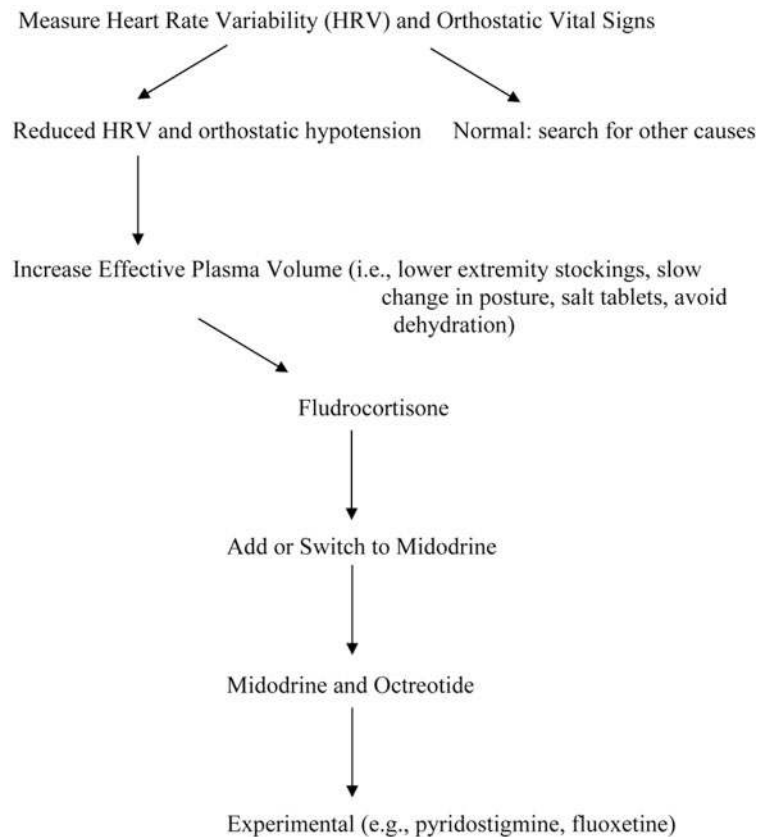 Measure Heart Rate Variability (HRV) and Orthostatic Vital Signs
Reduced HRV and orthostatic hypotension
Normal: search for other causes
Increase Effective Plasma Volume (i.e., lower extremity stockings, slow
change in posture, salt tablets, avoid
dehydration)
Fludrocortisone
Add or Switch to Midodrine
Midodrine and Octreotide
Experimental (e.g., pyridostigmine, fluoxetine)